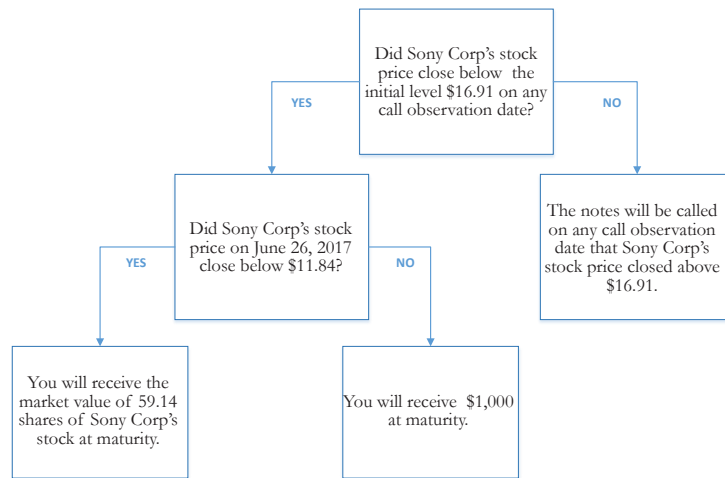 Did Sony Corp's stock
price close below the
initial level $16.91 on any
call observation date?
YES
NO
Did Sony Corp's stock
price on June 26, 2017
close below $11.84?
The notes will be called
on any call observation
date that Sony Corp's
stock price closed above
$16.91.
YES
NO
You will receive the
market value of 59.14
shares of Sony Corp's
stock at maturity.
You will receive $1,000
at maturity.